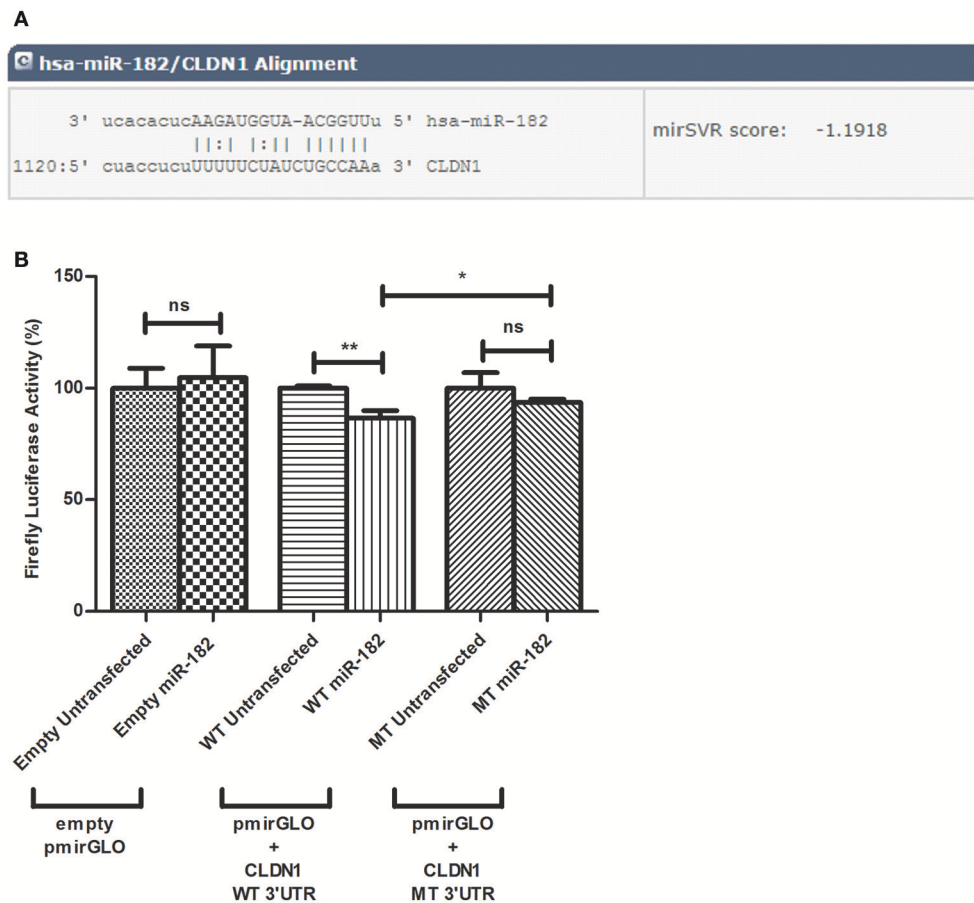 A
hsa-miR-182/CLDN1 Alignment
3' ucacacucAAGAUGGUA-ACGGUUu 5' hsa-miR-182
||:| |:|| ||||||
1120:5' cuaccucuUUUUUCUAUCUGCCAAa 3' CLDN1
mirSVR score: -1.1918
B
Firefly Luciferase Activity (%)
150
100
50
0
ns
**
*
ns
Empty Untransfected
Empty miR-182
WT Untransfected
WT miR-182
MT Untransfected
MT miR-182
empty
pmirGLO
pmirGLO
+
CLDN1
WT 3'UTR
pmirGLO
+
CLDN1
MT 3'UTR